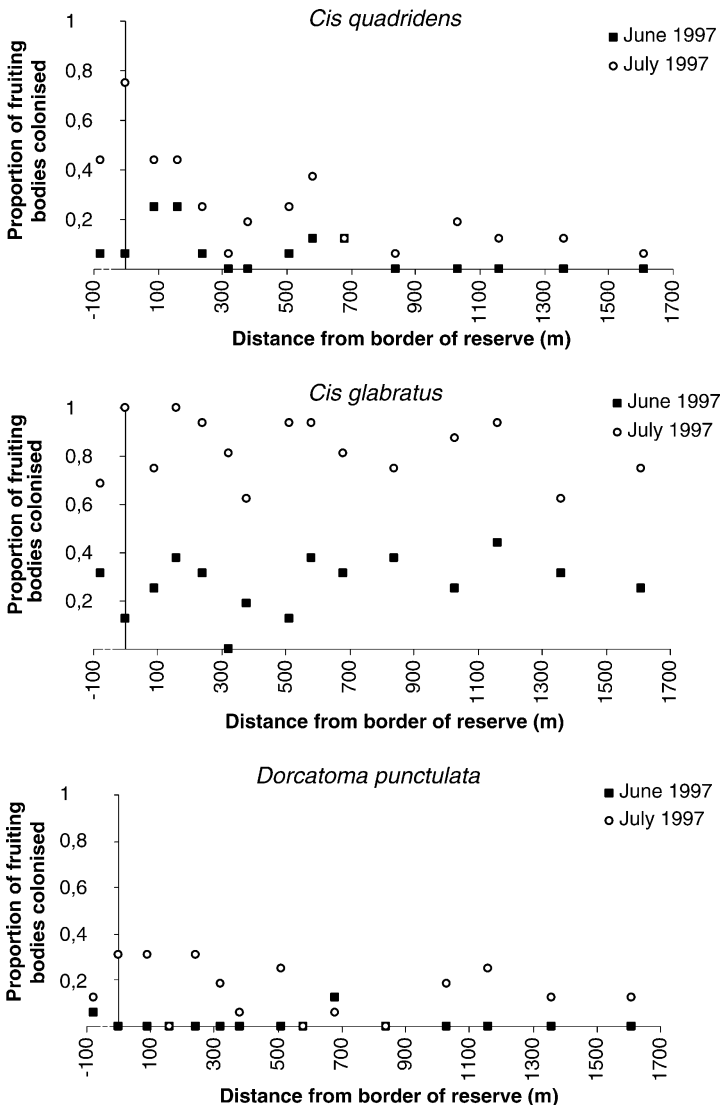 Cis quadridens
June 1997
July 1997
Proportion of fruiting
bodies colonised
1
0,8
0,6
0,4
0,2
-100
100
300
500
700
900
1100
1300
1500
1700
Distance from border of reserve (m)
Cis glabratus
June 1997
July 1997
Proportion of fruiting
bodies colonised
1
0,8
0,6
0,4
0,2
-100
100
300
500
700
900
1100
1300
1500
1700
Distance from border of reserve (m)
Dorcatoma punctulata
June 1997
July 1997
Proportion of fruiting
bodies colonised
1
0,8
0,6
0,4
0,2
-100
100
300
500
700
900
1100
1300
1500
1700
Distance from border of reserve (m)